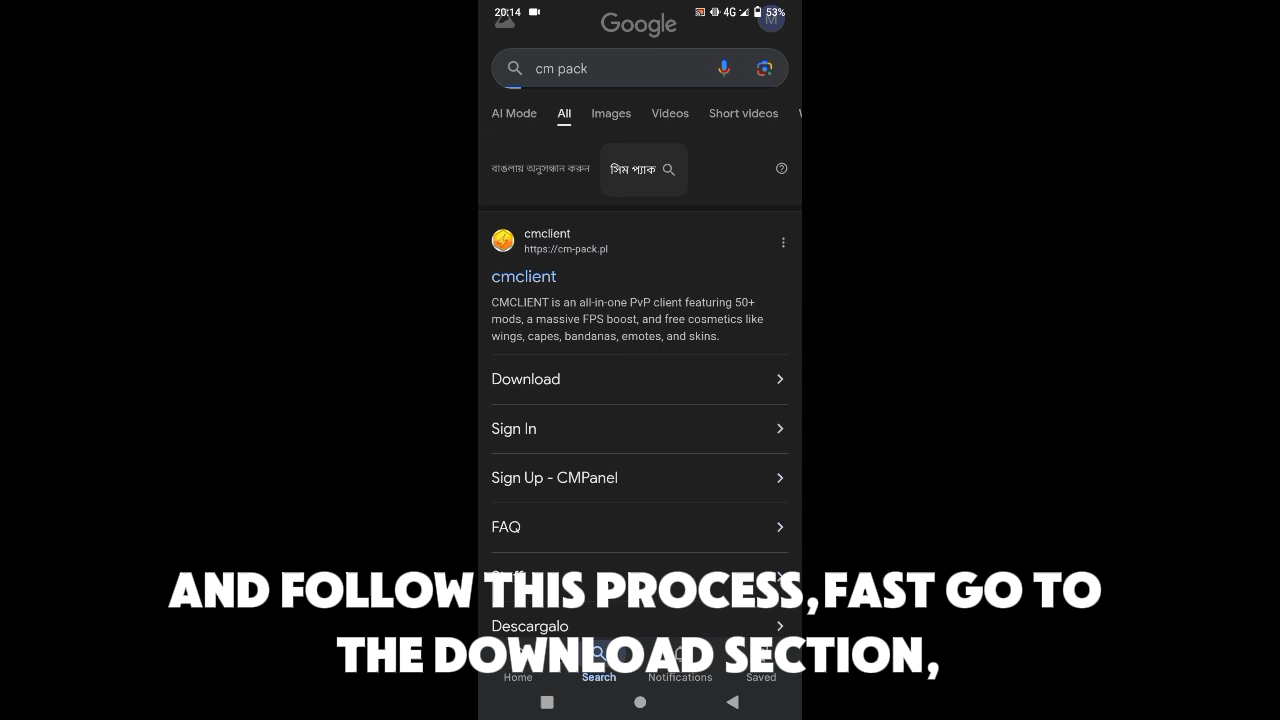 20:14 4G 53%
Google M
cm pack
AI Mode All Images Videos Short videos
বাঙলায় অনুসন্ধান করুন সিম প্যাক
cmclient
https://cm-pack.pl
cmclient
CMCLIENT is an all-in-one PvP client featuring 50+
mods, a massive FPS boost, and free cosmetics like
wings, capes, bandanas, emotes, and skins.
Download
Sign In
Sign Up - CMPanel
FAQ
AND FOLLOW THIS PROCESS, FAST GO TO
Descargalo
THE DOWNLOAD SECTION,
Home Search Notifications Saved